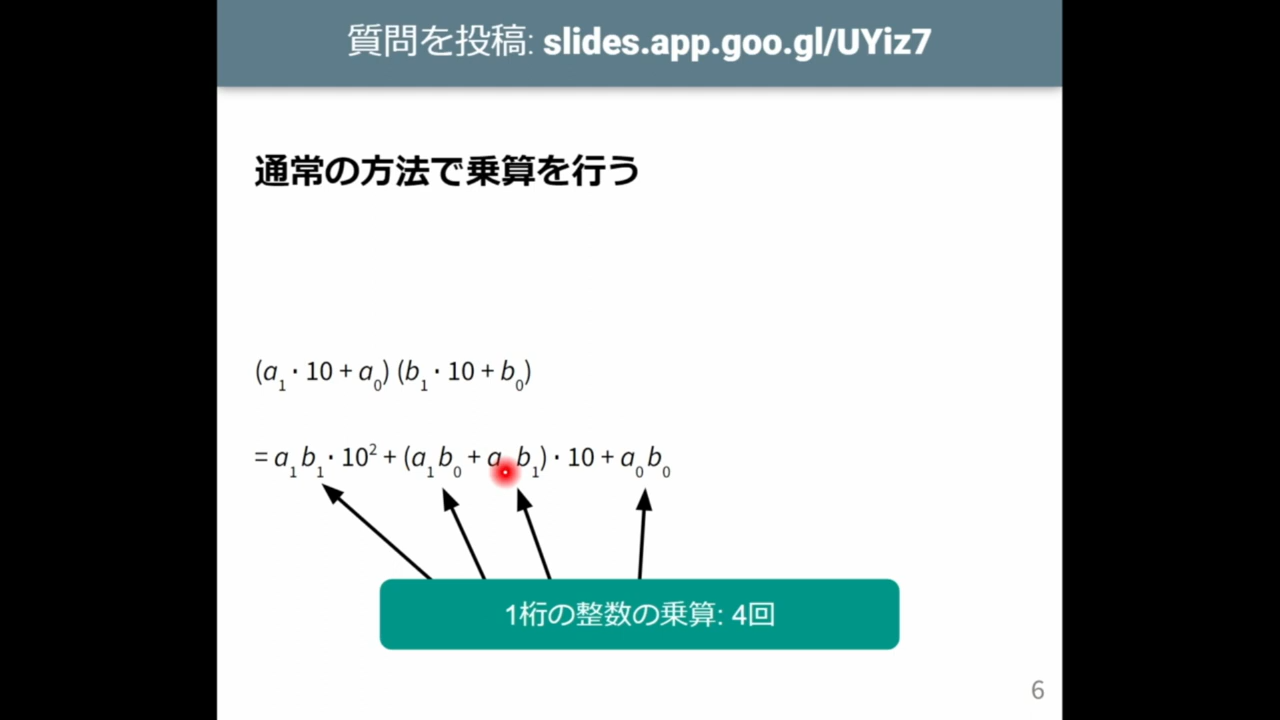 質問を投稿: slides.app.goo.gl/UYiz7
通常の方法で乗算を行う
(a₁ · 10 + a₀) (b₁ · 10 + b₀)
= a₁b₁ · 10² + (a₁b₀ + a b₁) · 10 + a₀b₀
1桁の整数の乗算: 4回
6